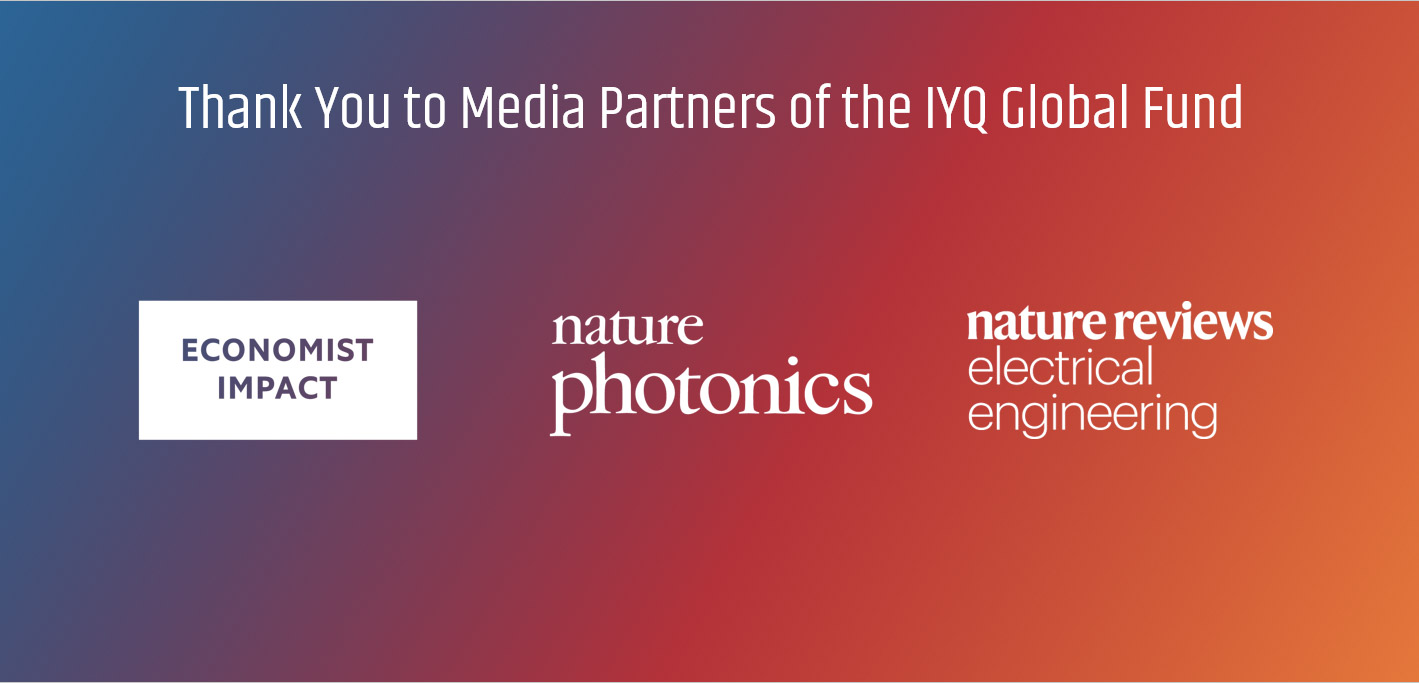 Thank You to Media Partners of the IYQ Global Fund
ECONOMIST
IMPACT
nature
photonics
nature reviews
electrical
engineering